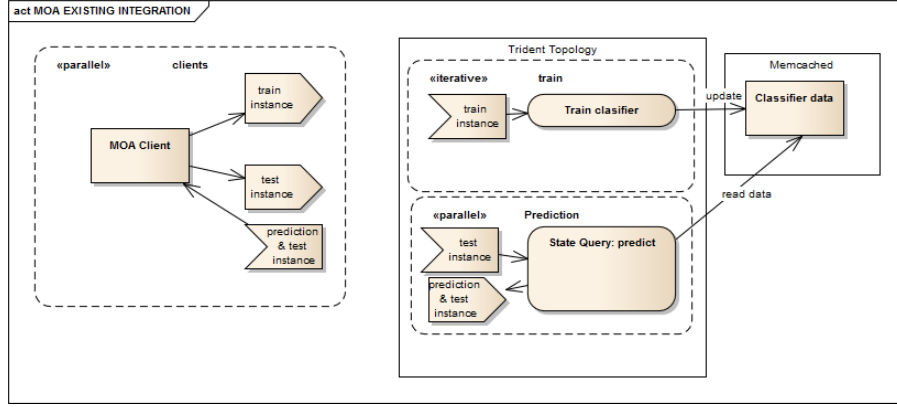 act MOA EXISTING INTEGRATION
«parallel» clients
train
instance
MOA Client
test
instance
prediction
& test
instance
Trident Topology
«iterative» train
train
instance
Train clasifier
«parallel» Prediction
test
instance
State Query: predict
prediction
& test
instance
Memcached
Classifier data
update
read data